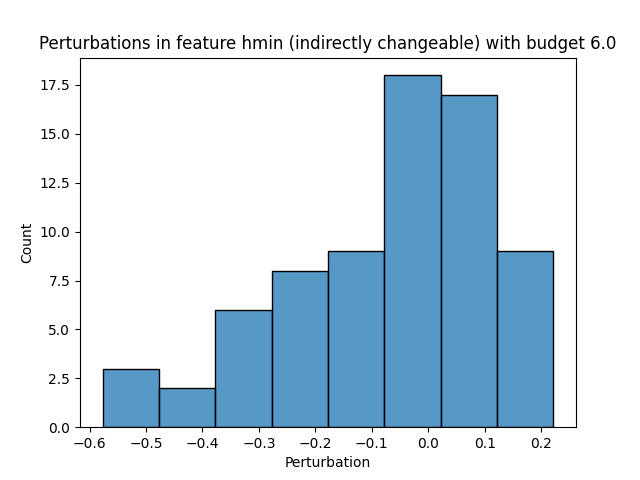 Perturbations in feature hmin (indirectly changeable) with budget 6.0
17.5
15.0
12.5
10.0
7.5
5.0
2.5
0.0
Count
−0.6 −0.5 −0.4 −0.3 −0.2 −0.1 0.0 0.1 0.2
Perturbation